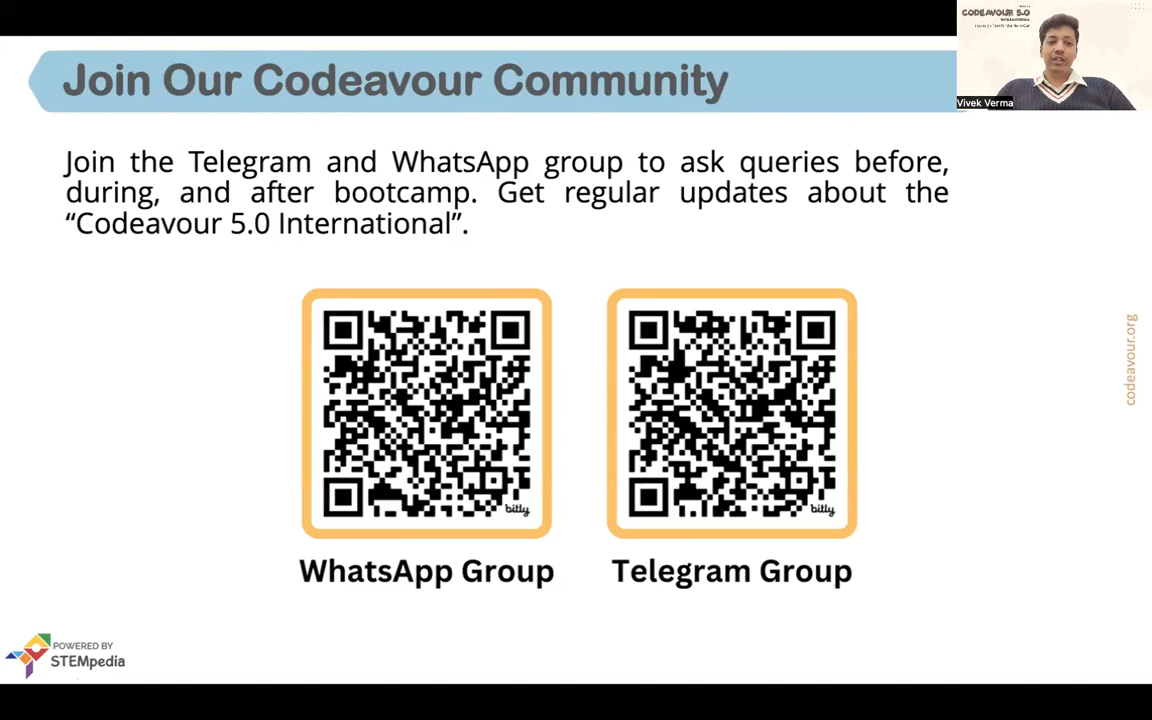 CODEAVOUR 5.0
INTERNATIONAL
Vivek Verma
Join Our Codeavour Community
Join the Telegram and WhatsApp group to ask queries before,
during, and after bootcamp. Get regular updates about the
“Codeavour 5.0 International”.
codeavour.org
bitly
bitly
WhatsApp Group
Telegram Group
POWERED BY
STEMpedia